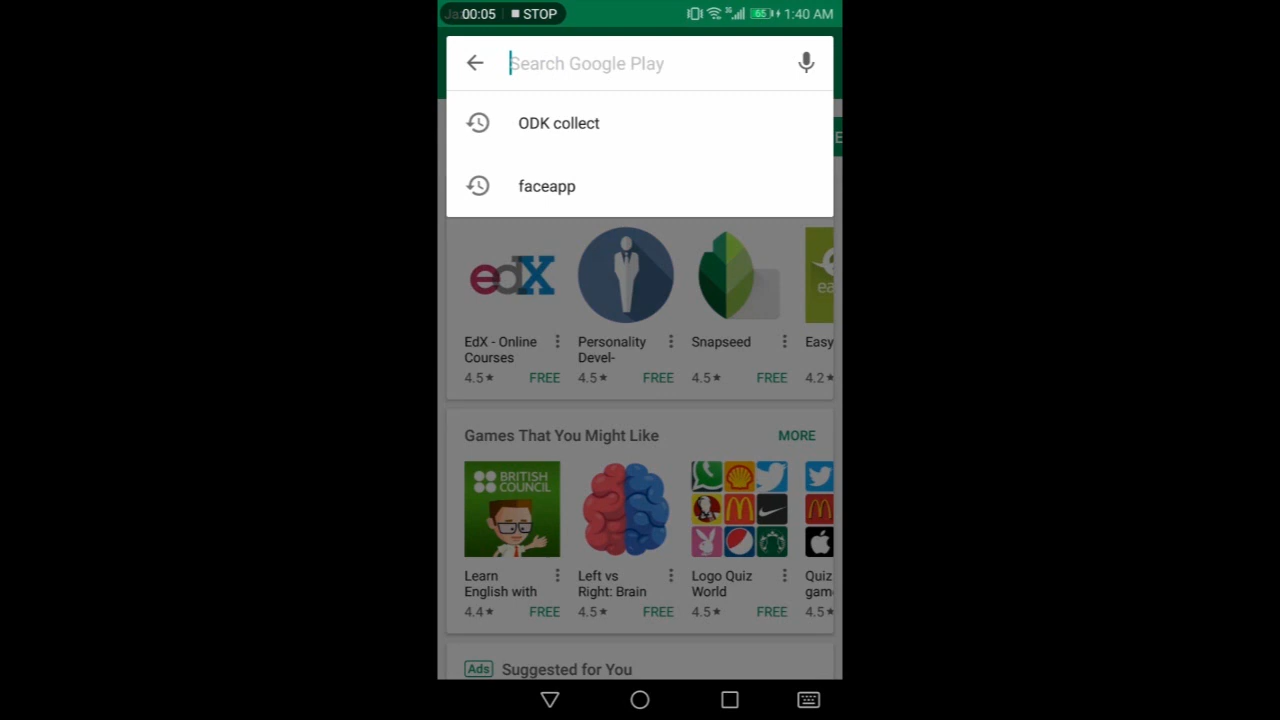 00:05 STOP 65 1:40 AM
Search Google Play
ODK collect
faceapp
edX
EdX - Online Courses
4.5★ FREE
Personality Devel-
4.5★ FREE
Snapseed
4.5★ FREE
ea
Easy
4.2★
Games That You Might Like MORE
BRITISH COUNCIL
Learn English with
4.4★ FREE
Left vs Right: Brain
4.5★ FREE
Logo Quiz World
4.5★ FREE
Quiz gam
4.5★
Ads Suggested for You